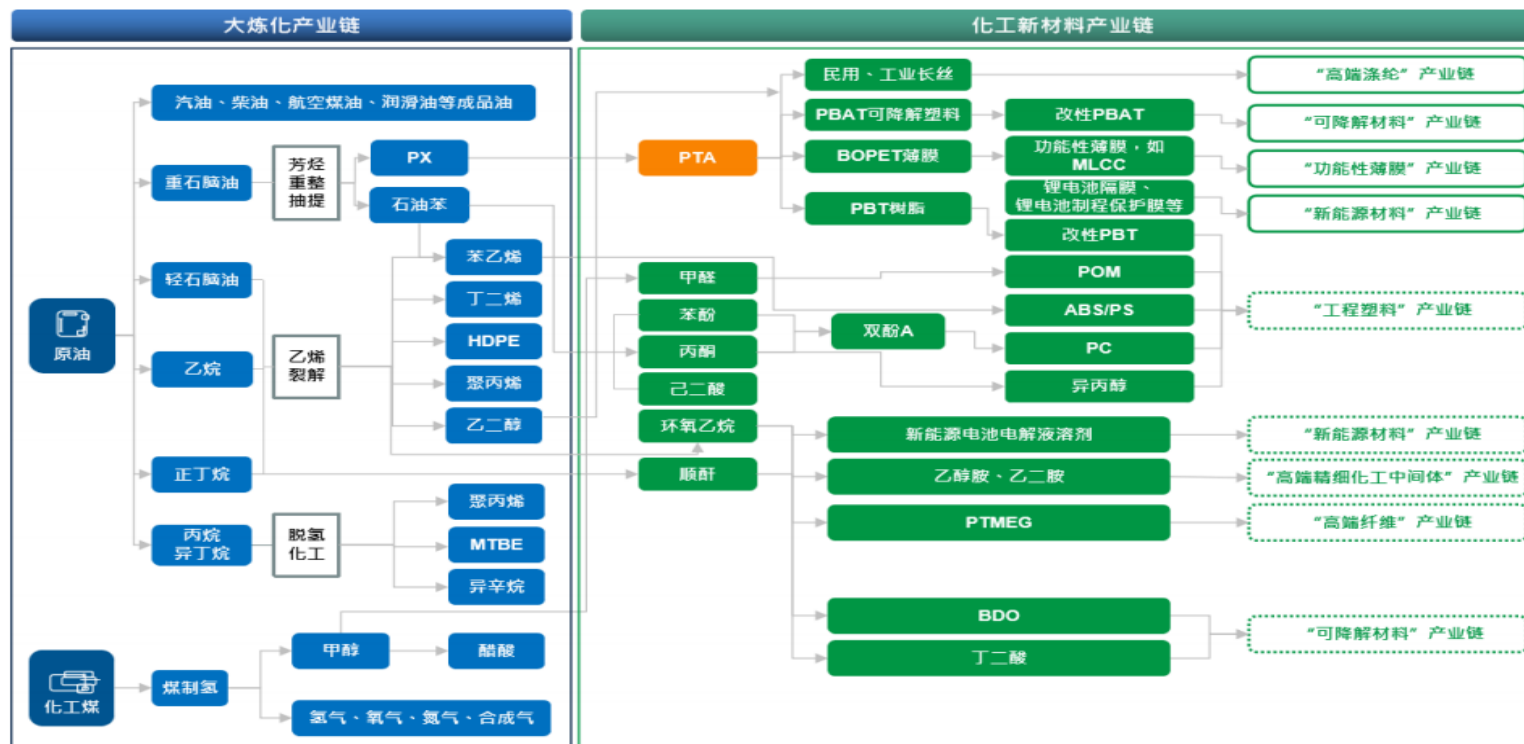 大炼化产业链
化工新材料产业链
汽油、柴油、航空煤油、润滑油等成品油
重石脑油
芳烃
重整
抽提
PX
石油苯
轻石脑油
乙烷
乙烯
裂解
苯乙烯
丁二烯
HDPE
聚丙烯
乙二醇
原油
正丁烷
丙烷
异丁烷
脱氢
化工
聚丙烯
MTBE
异辛烷
化工煤
煤制氢
甲醇
醋酸
氢气、氧气、氮气、合成气
PTA
民用、工业长丝
PBAT可降解塑料
改性PBAT
BOPET薄膜
功能性薄膜，如
MLCC
锂电池隔膜、
锂电池制程保护膜等
PBT树脂
改性PBT
甲醛
POM
苯酚
ABS/PS
双酚A
丙酮
PC
己二酸
异丙醇
环氧乙烷
新能源电池电解液溶剂
顺酐
乙醇胺、乙二胺
PTMEG
BDO
丁二酸
“高端涤纶”产业链
“可降解材料”产业链
“功能性薄膜”产业链
“新能源材料”产业链
“工程塑料”产业链
“新能源材料”产业链
“高端精细化工中间体”产业链
“高端纤维”产业链
“可降解材料”产业链